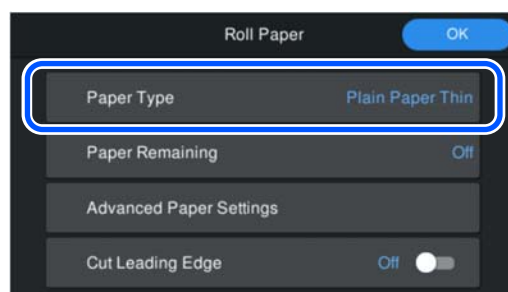 Roll Paper OK
Paper Type Plain Paper Thin
Paper Remaining Off
Advanced Paper Settings
Cut Leading Edge Off